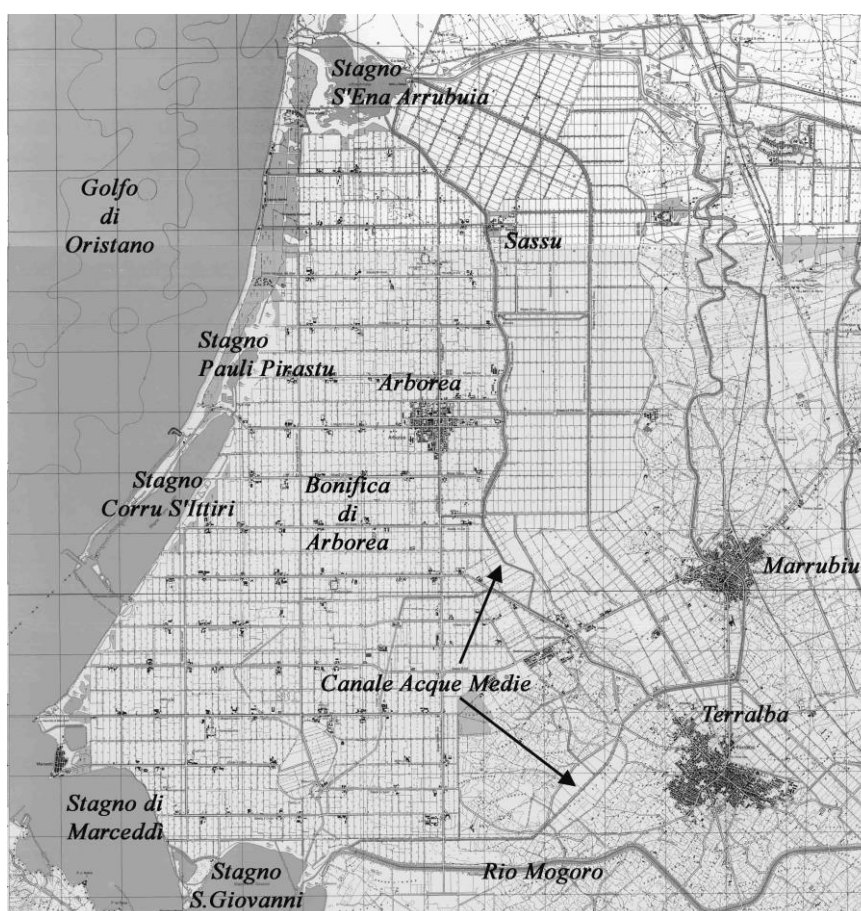 Stagno
S'Ena Arrubuia
Golfo
di
Oristano
Sassu
Stagno
Pauli Pirastu
Arborea
Stagno
Corru S'Ittiri
Bonifica
di
Arborea
Marrubiu
Canale Acque Medie
Terralba
Stagno di
Marceddì
Rio Mogoro
Stagno
S.Giovanni